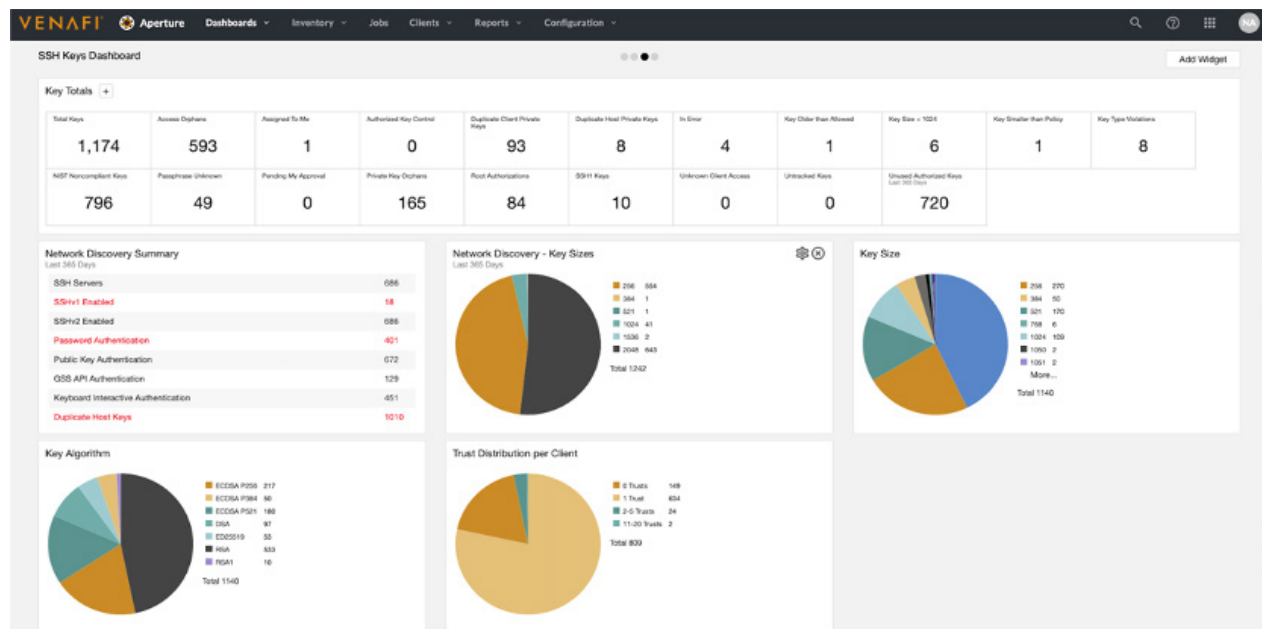 VENAFI Aperture Dashboards Inventory Jobs Clients Reports Configuration NA
SSH Keys Dashboard
Add Widget
Key Totals +
Total Keys
1,174
Access Orphans
593
Assigned To Me
1
Authorized Key Control
0
Duplicate Client Private
Keys
93
Duplicate Host Private Keys
8
In Error
4
Key Older than Allowed
1
Key Size < 1024
6
Key Smaller than Policy
1
Key Type Violations
8
NIST Noncompliant Keys
796
Passphrase Unknown
49
Pending My Approval
0
Private Key Orphans
165
Root Authorizations
84
SSH1 Keys
10
Unknown Client Access
0
Untracked Keys
0
Unused Authorized Keys
Last 365 Days
720
Network Discovery Summary
Last 365 Days
SSH Servers 686
SSHv1 Enabled 18
SSHv2 Enabled 686
Password Authentication 401
Public Key Authentication 672
GSS API Authentication 129
Keyboard Interactive Authentication 451
Duplicate Host Keys 1010
Network Discovery - Key Sizes
Last 365 Days
256 554
384 1
521 1
1024 41
1536 2
2048 643
Total 1242
Key Size
256 270
384 50
521 170
768 6
1024 109
1050 2
1051 2
More...
Total 1140
Key Algorithm
ECDSA P256 217
ECDSA P384 50
ECDSA P521
DSA 97
ED25519
RSA 533
RSA1 10
Total 1140
Trust Distribution per Client
0 Trusts 149
1 Trust 634
2-5 Trusts 24
11-20 Trusts 2
Total 809